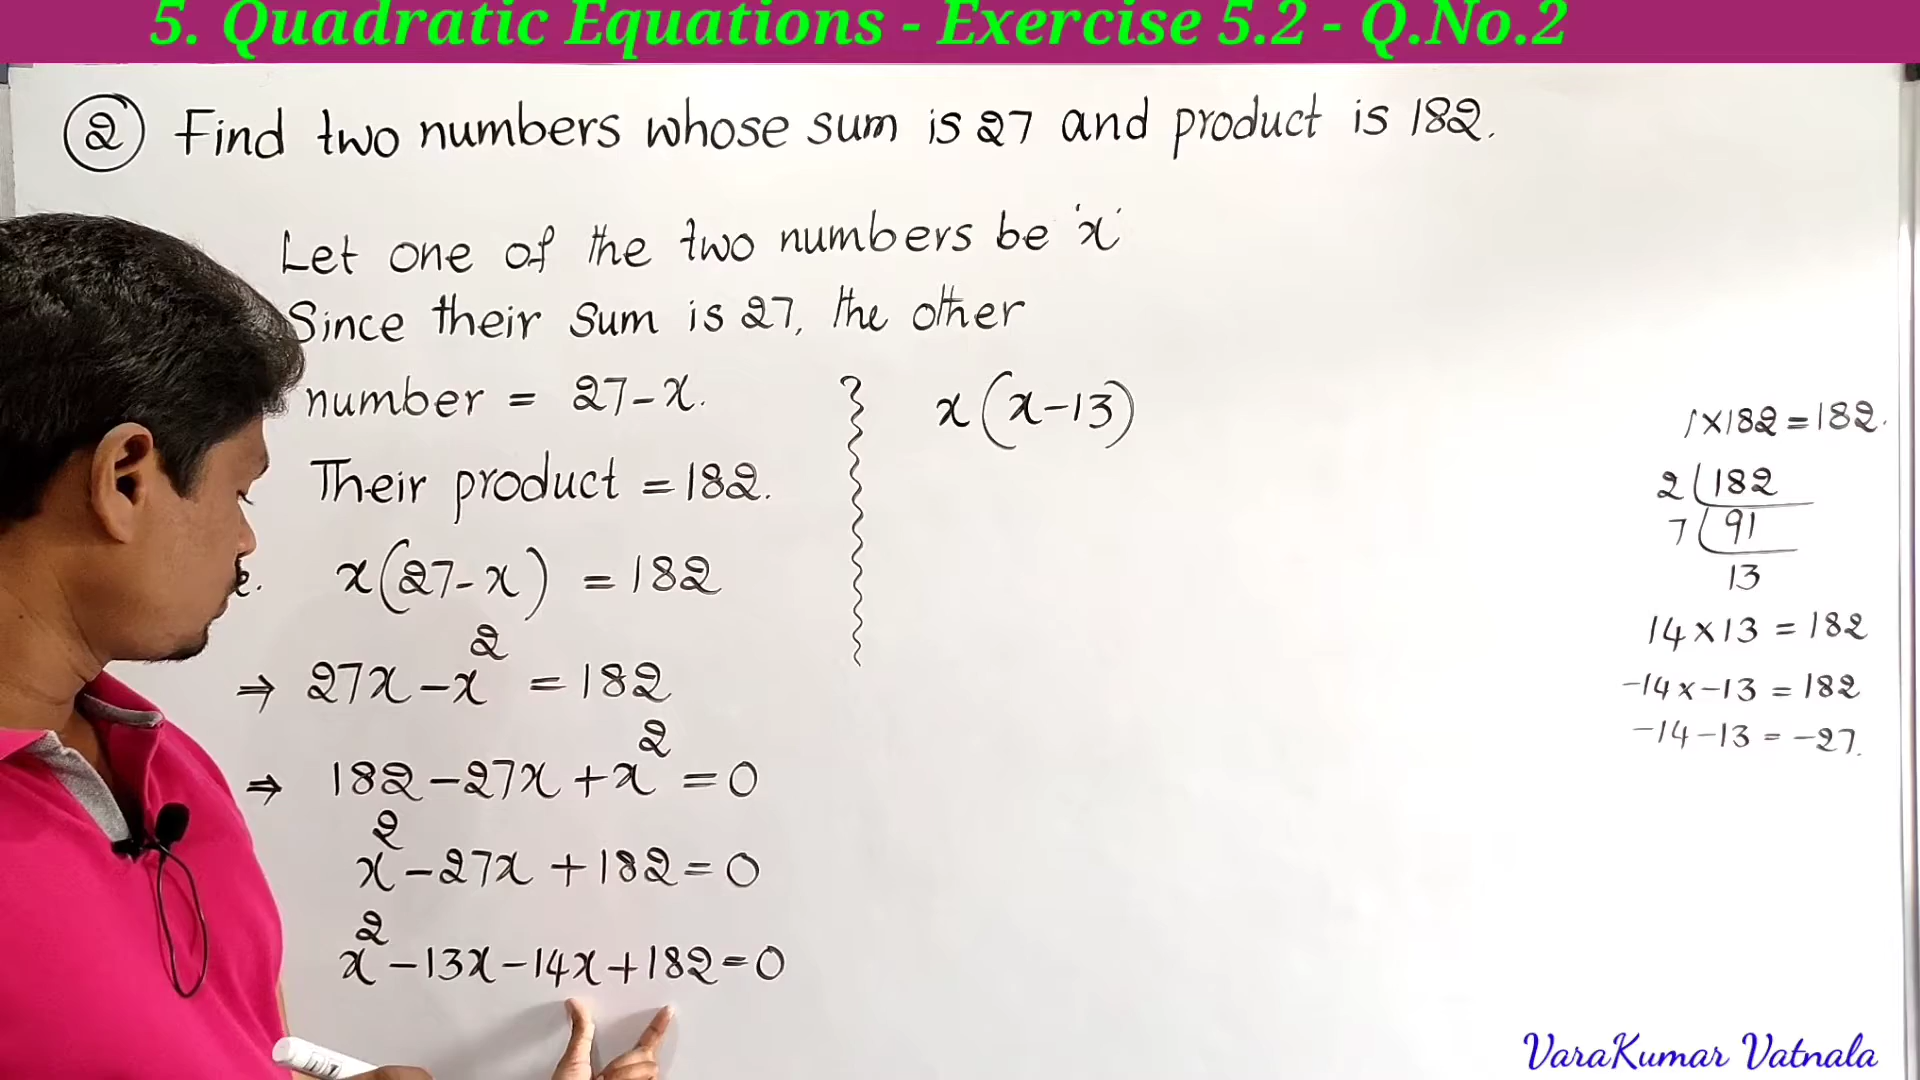 5. Quadratic Equations - Exercise 5.2 - Q.No.2
② Find two numbers whose sum is 27 and product is 182.
Let one of the two numbers be 'x'
Since their sum is 27, the other
number = 27-x.
Their product = 182.
x(27-x) = 182
⇒ 27x - x² = 182
⇒ 182 - 27x + x² = 0
x² - 27x + 182 = 0
x² - 13x - 14x + 182 = 0
x(x-13)
1 x 182 = 182.
2 | 182
7 | 91
13
14 x 13 = 182
-14 x -13 = 182
-14 - 13 = -27.
VaraKumar Vatnala